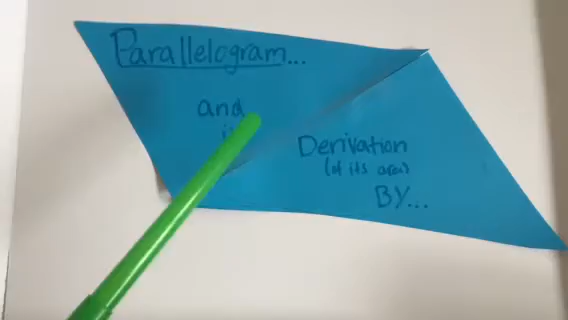 Parallelogram...
and
Derivation
(of its area)
BY...